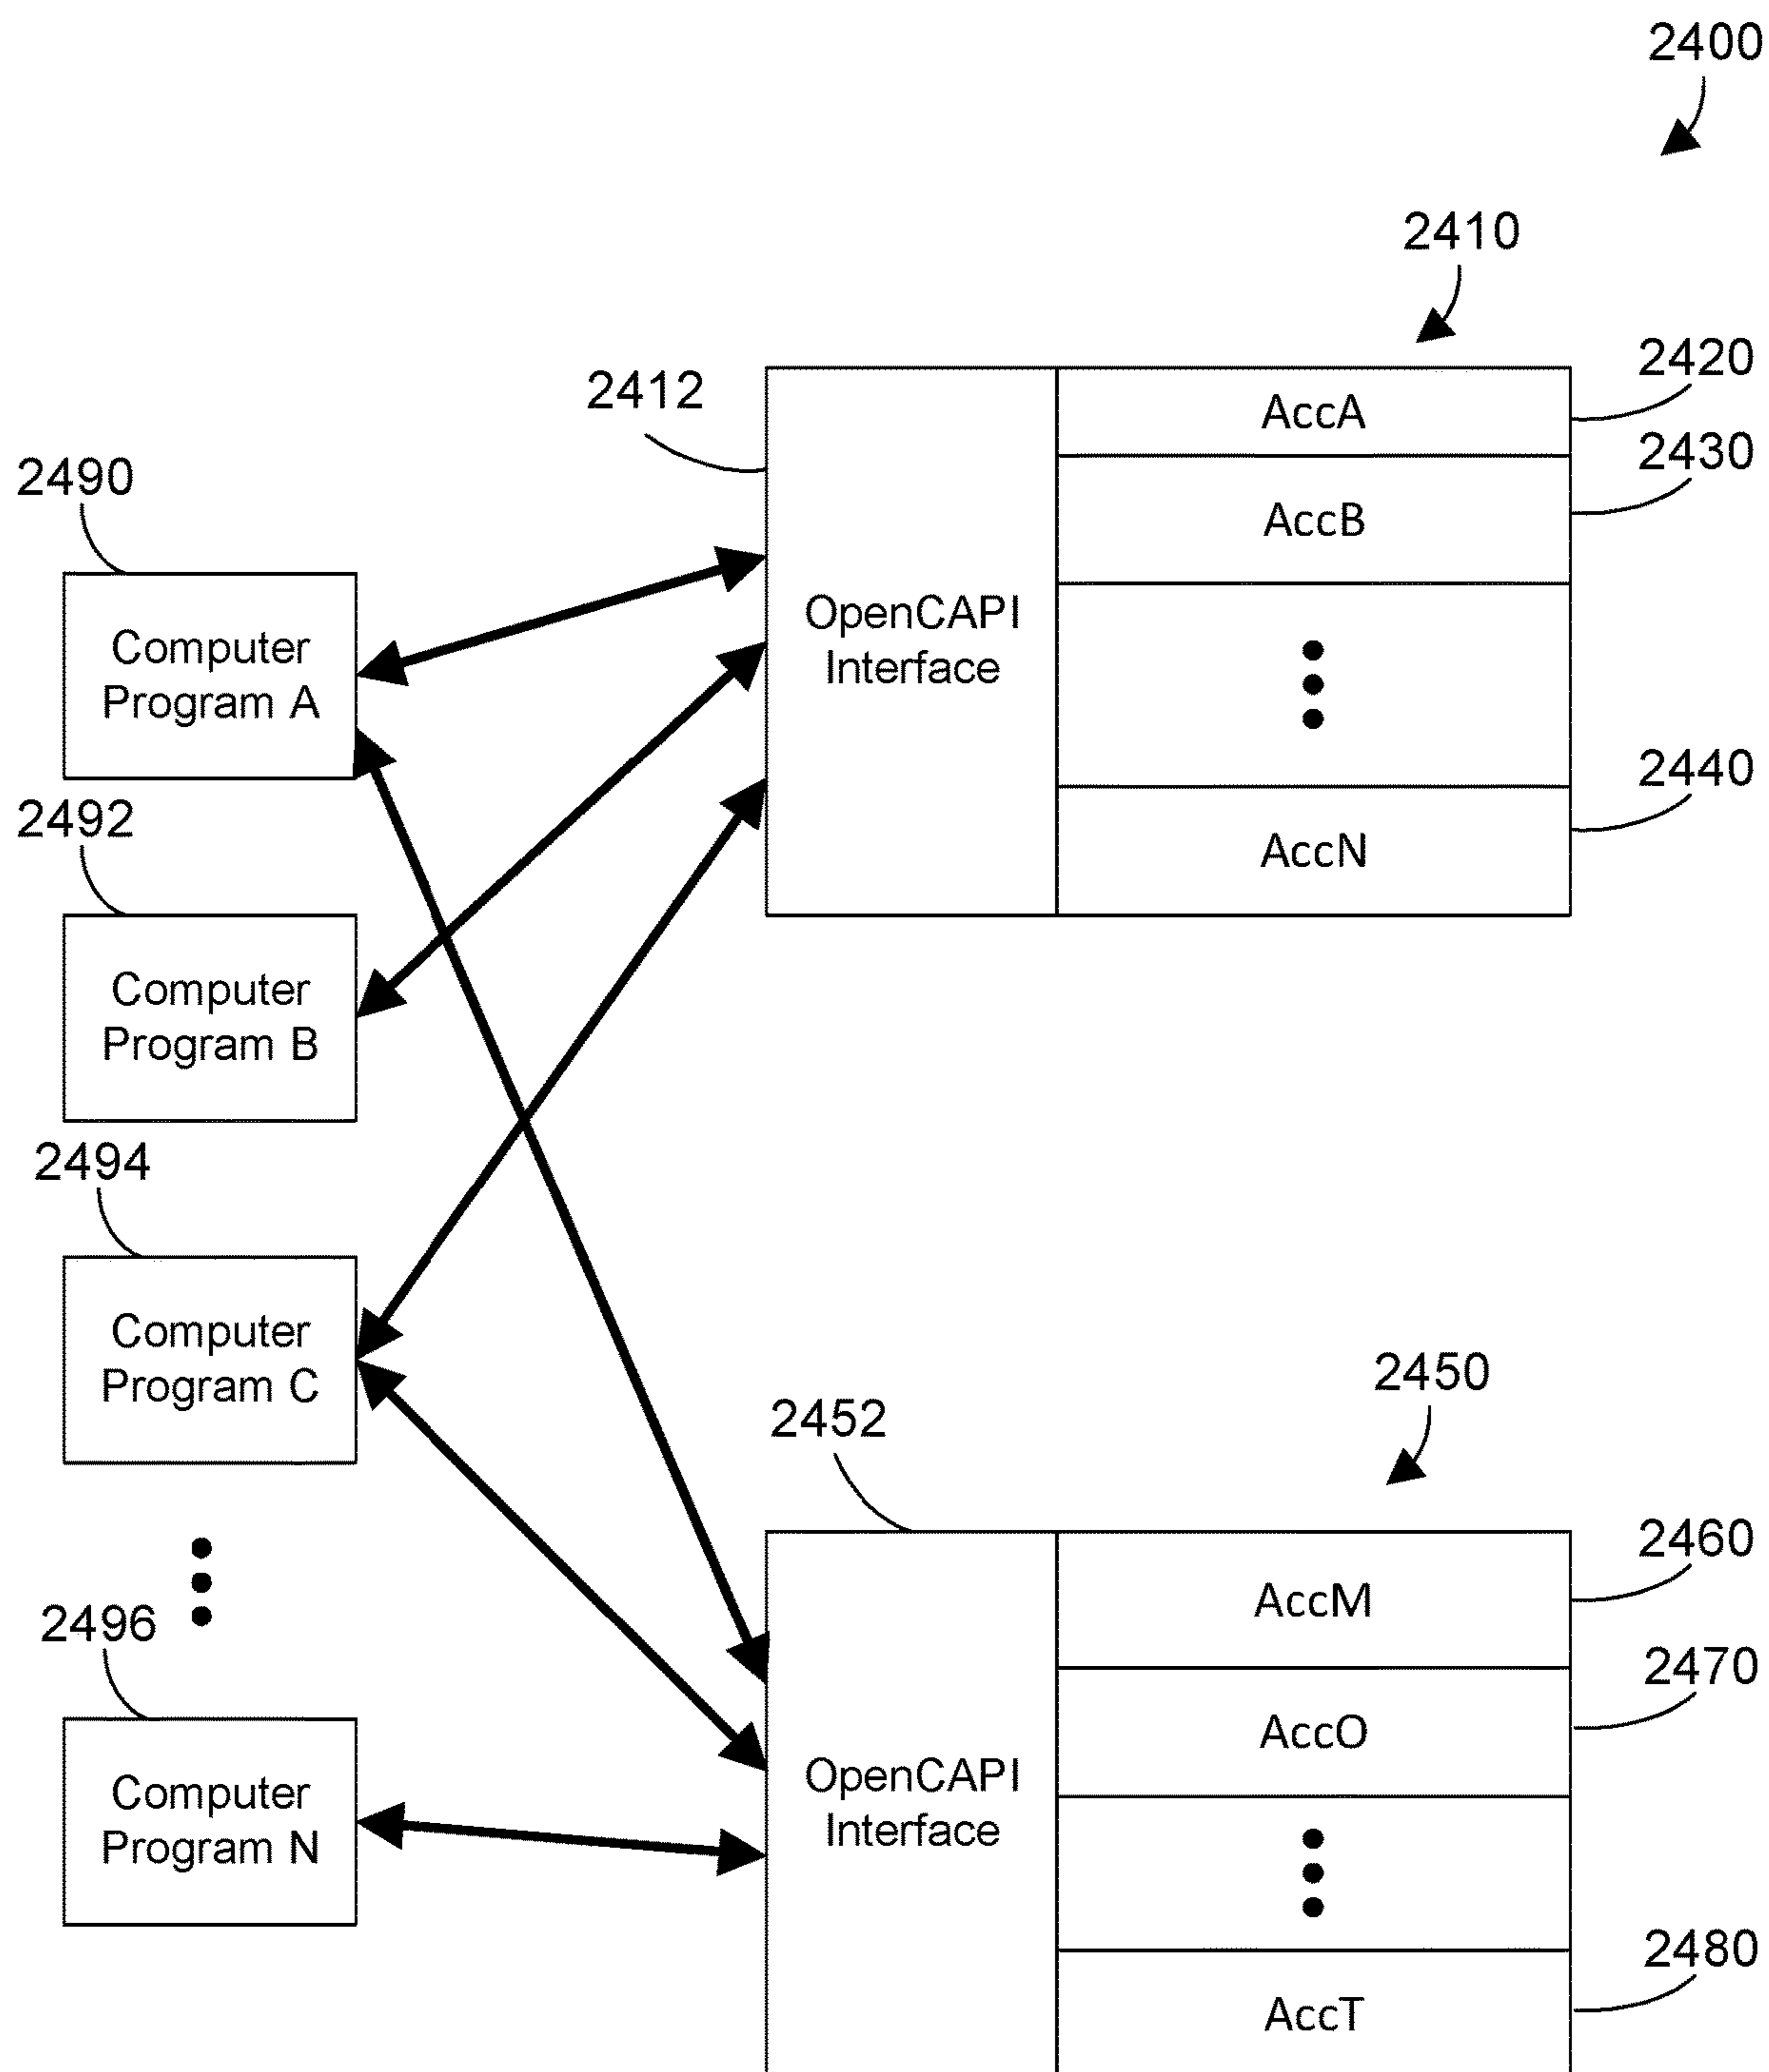 2400
2410
2420
2412
AccA
2430
2490
AccB
OpenCAPI
Interface
Computer
Program A
2440
2492
AccN
Computer
Program B
2494
Computer
Program C
2450
2452
2460
AccM
2496
2470
AccO
OpenCAPI
Interface
Computer
Program N
2480
AccT